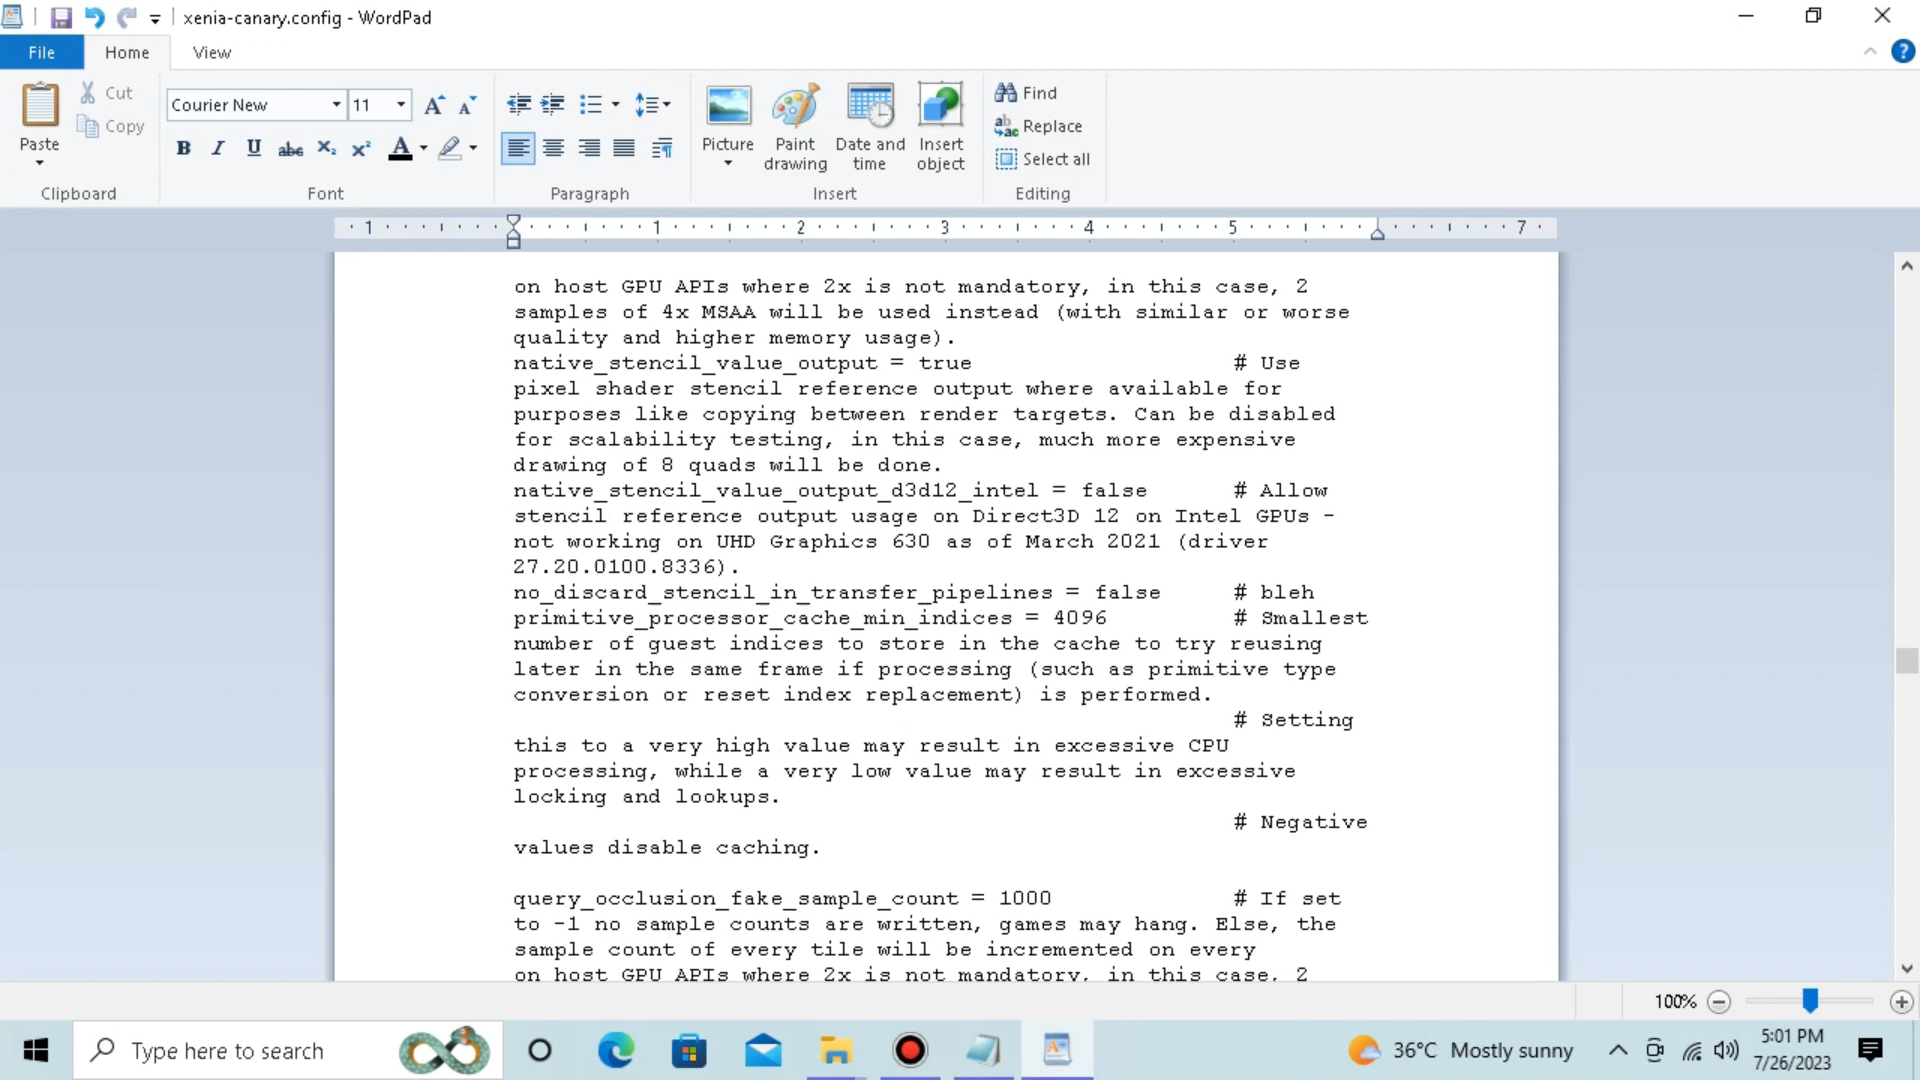 xenia-canary.config - WordPad
File Home View
Paste
Cut
Copy
Clipboard
Courier New 11
B I U abc X₂ X²
A
Font
Paragraph
Picture
Paint drawing
Date and time
Insert object
Insert
Find
Replace
Select all
Editing
1 1 2 3 4 5 7
on host GPU APIs where 2x is not mandatory, in this case, 2
samples of 4x MSAA will be used instead (with similar or worse
quality and higher memory usage).
native_stencil_value_output = true # Use
pixel shader stencil reference output where available for
purposes like copying between render targets. Can be disabled
for scalability testing, in this case, much more expensive
drawing of 8 quads will be done.
native_stencil_value_output_d3d12_intel = false # Allow
stencil reference output usage on Direct3D 12 on Intel GPUs -
not working on UHD Graphics 630 as of March 2021 (driver
27.20.0100.8336).
no_discard_stencil_in_transfer_pipelines = false # bleh
primitive_processor_cache_min_indices = 4096 # Smallest
number of guest indices to store in the cache to try reusing
later in the same frame if processing (such as primitive type
conversion or reset index replacement) is performed.
# Setting
this to a very high value may result in excessive CPU
processing, while a very low value may result in excessive
locking and lookups.
# Negative
values disable caching.
query_occlusion_fake_sample_count = 1000 # If set
to -1 no sample counts are written, games may hang. Else, the
sample count of every tile will be incremented on every
on host GPU APIs where 2x is not mandatory, in this case, 2
100%
Type here to search
36°C Mostly sunny
5:01 PM
7/26/2023